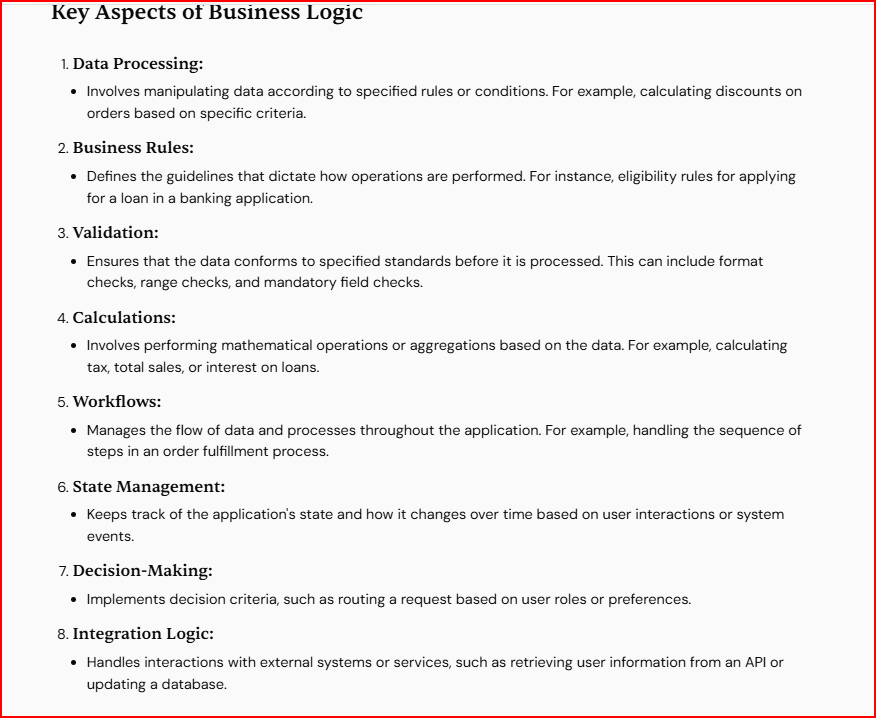 Key Aspects of Business Logic
1. Data Processing:
• Involves manipulating data according to specified rules or conditions. For example, calculating discounts on
orders based on specific criteria.
2. Business Rules:
• Defines the guidelines that dictate how operations are performed. For instance, eligibility rules for applying
for a loan in a banking application.
3. Validation:
• Ensures that the data conforms to specified standards before it is processed. This can include format
checks, range checks, and mandatory field checks.
4. Calculations:
• Involves performing mathematical operations or aggregations based on the data. For example, calculating
tax, total sales, or interest on loans.
5. Workflows:
• Manages the flow of data and processes throughout the application. For example, handling the sequence of
steps in an order fulfillment process.
6. State Management:
• Keeps track of the application's state and how it changes over time based on user interactions or system
events.
7. Decision-Making:
• Implements decision criteria, such as routing a request based on user roles or preferences.
8. Integration Logic:
• Handles interactions with external systems or services, such as retrieving user information from an API or
updating a database.